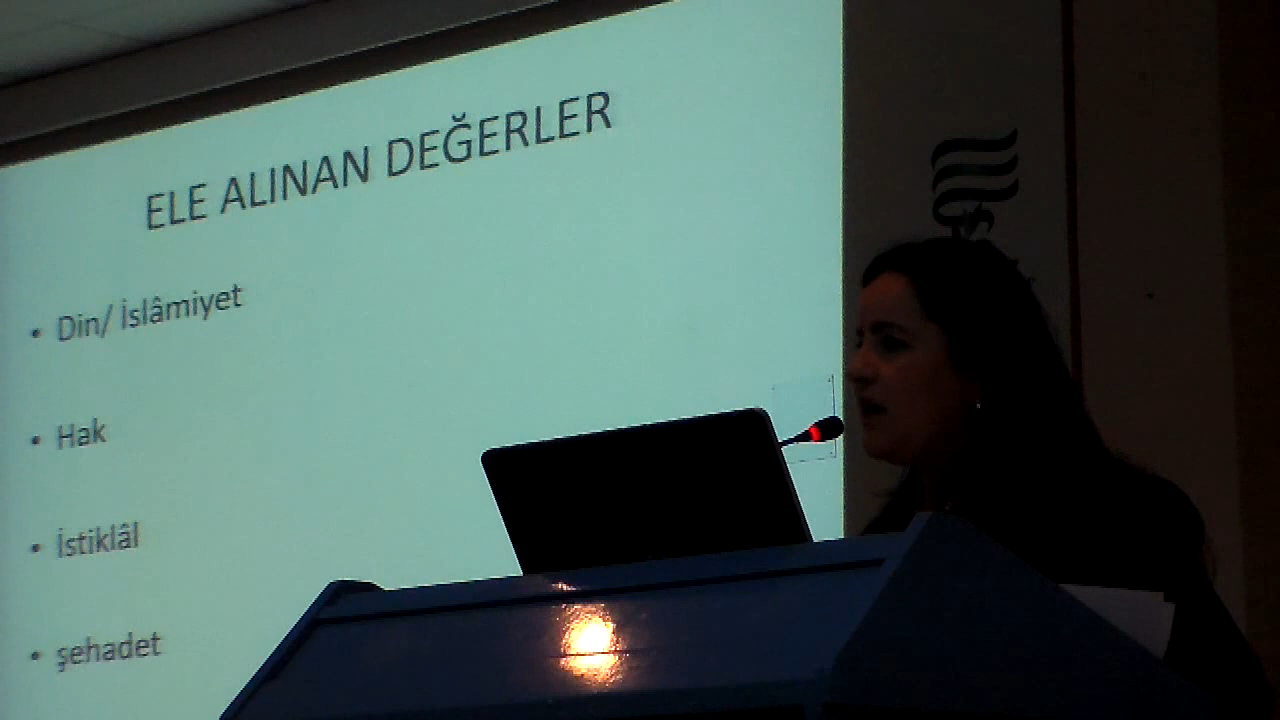 ELE ALINAN DEĞERLER
• Din/ İslâmiyet
• Hak
• İstiklâl
• şehadet